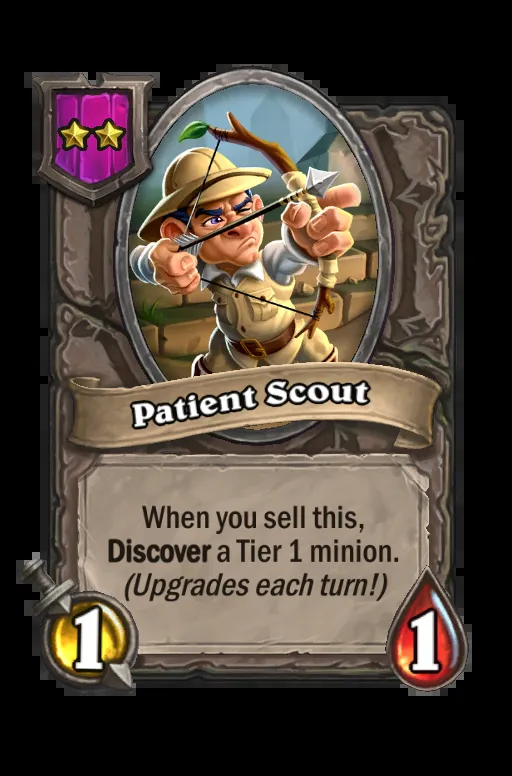 Patient Scout
When you sell this,
Discover a Tier 1 minion.
(Upgrades each turn!)
1
1